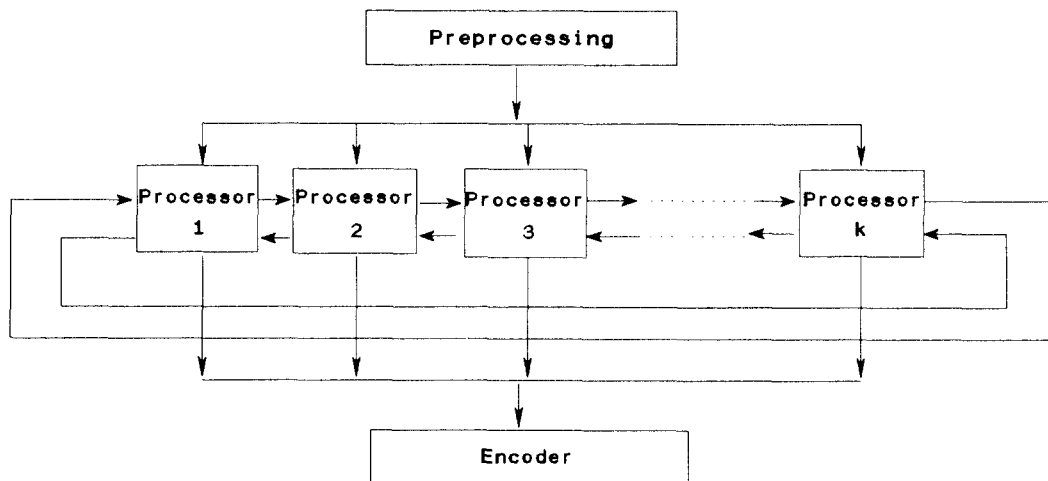 Preprocessing
Processor
1
Processor
2
Processor
3
Processor
k
Encoder